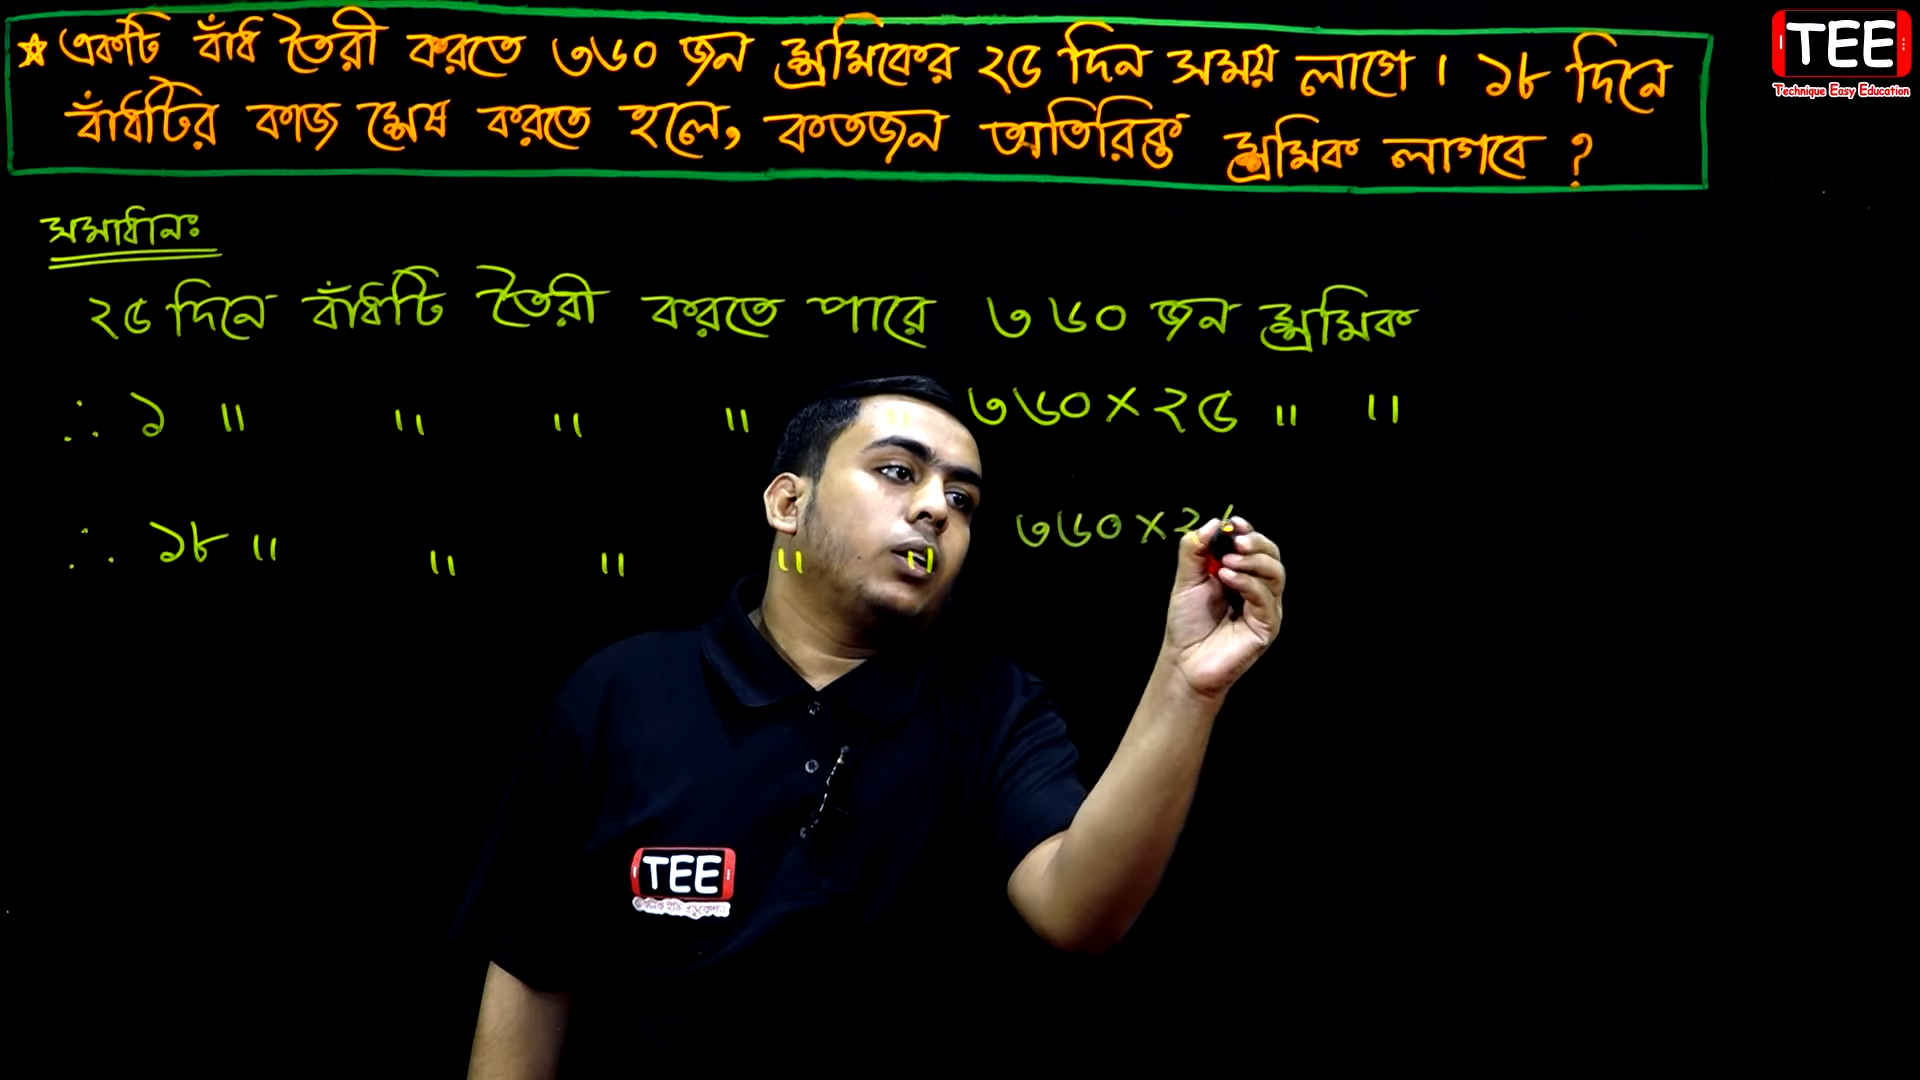 ☆ একটি বাঁধ তৈরী করতে ৩৬০ জন শ্রমিকের ২৫ দিন সময় লাগে। ১৮ দিনে
বাঁধটির কাজ শেষ করতে হলে, কতজন অতিরিক্ত শ্রমিক লাগবে?
TEE
Technique Easy Education
সমাধানঃ
২৫ দিনে বাঁধটি তৈরী করতে পারে ৩৬০ জন শ্রমিক
∴ ১ " " " " " ৩৬০ × ২৫ " "
∴ ১৮ " " " " " ৩৬০ × ২
TEE